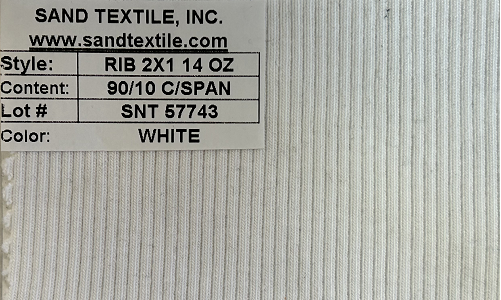 SAND TEXTILE, INC.
www.sandtextile.com
Style: RIB 2X1 14 OZ
Content: 90/10 C/SPAN
Lot # SNT 57743
Color: WHITE